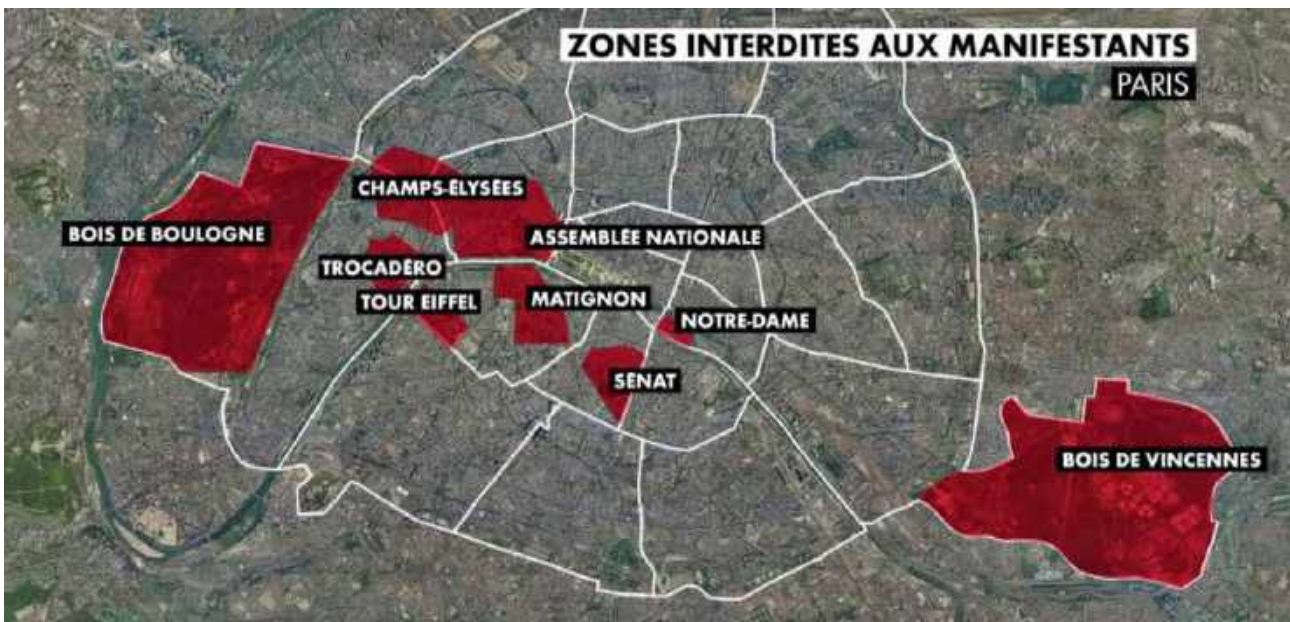 ZONES INTERDITES AUX MANIFESTANTS
PARIS
CHAMPS-ÉLYSÉES
BOIS DE BOULOGNE
ASSEMBLÉE NATIONALE
TROCADÉRO
TOUR EIFFEL
MATIGNON
NOTRE-DAME
SÉNAT
BOIS DE VINCENNES